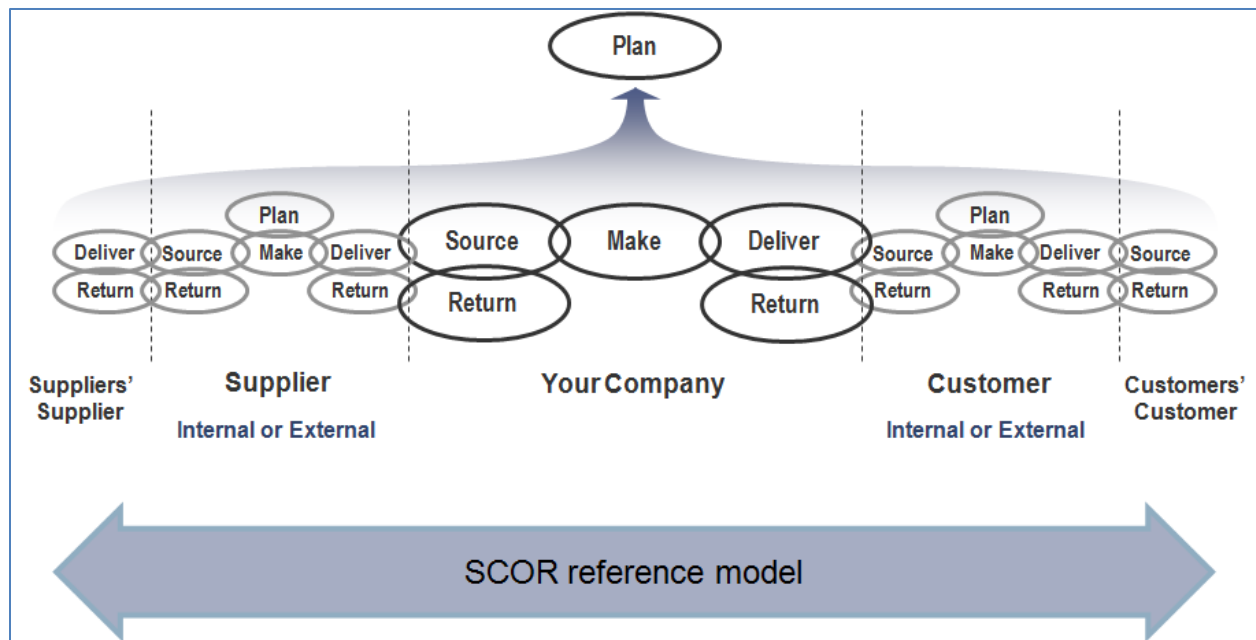 Plan
Plan
Plan
Deliver
Source
Make
Deliver
Source
Make
Deliver
Source
Make
Deliver
Source
Return
Return
Return
Return
Return
Return
Return
Return
Suppliers’
Supplier
Supplier
Internal or External
Your Company
Customer
Internal or External
Customers’
Customer
SCOR reference model